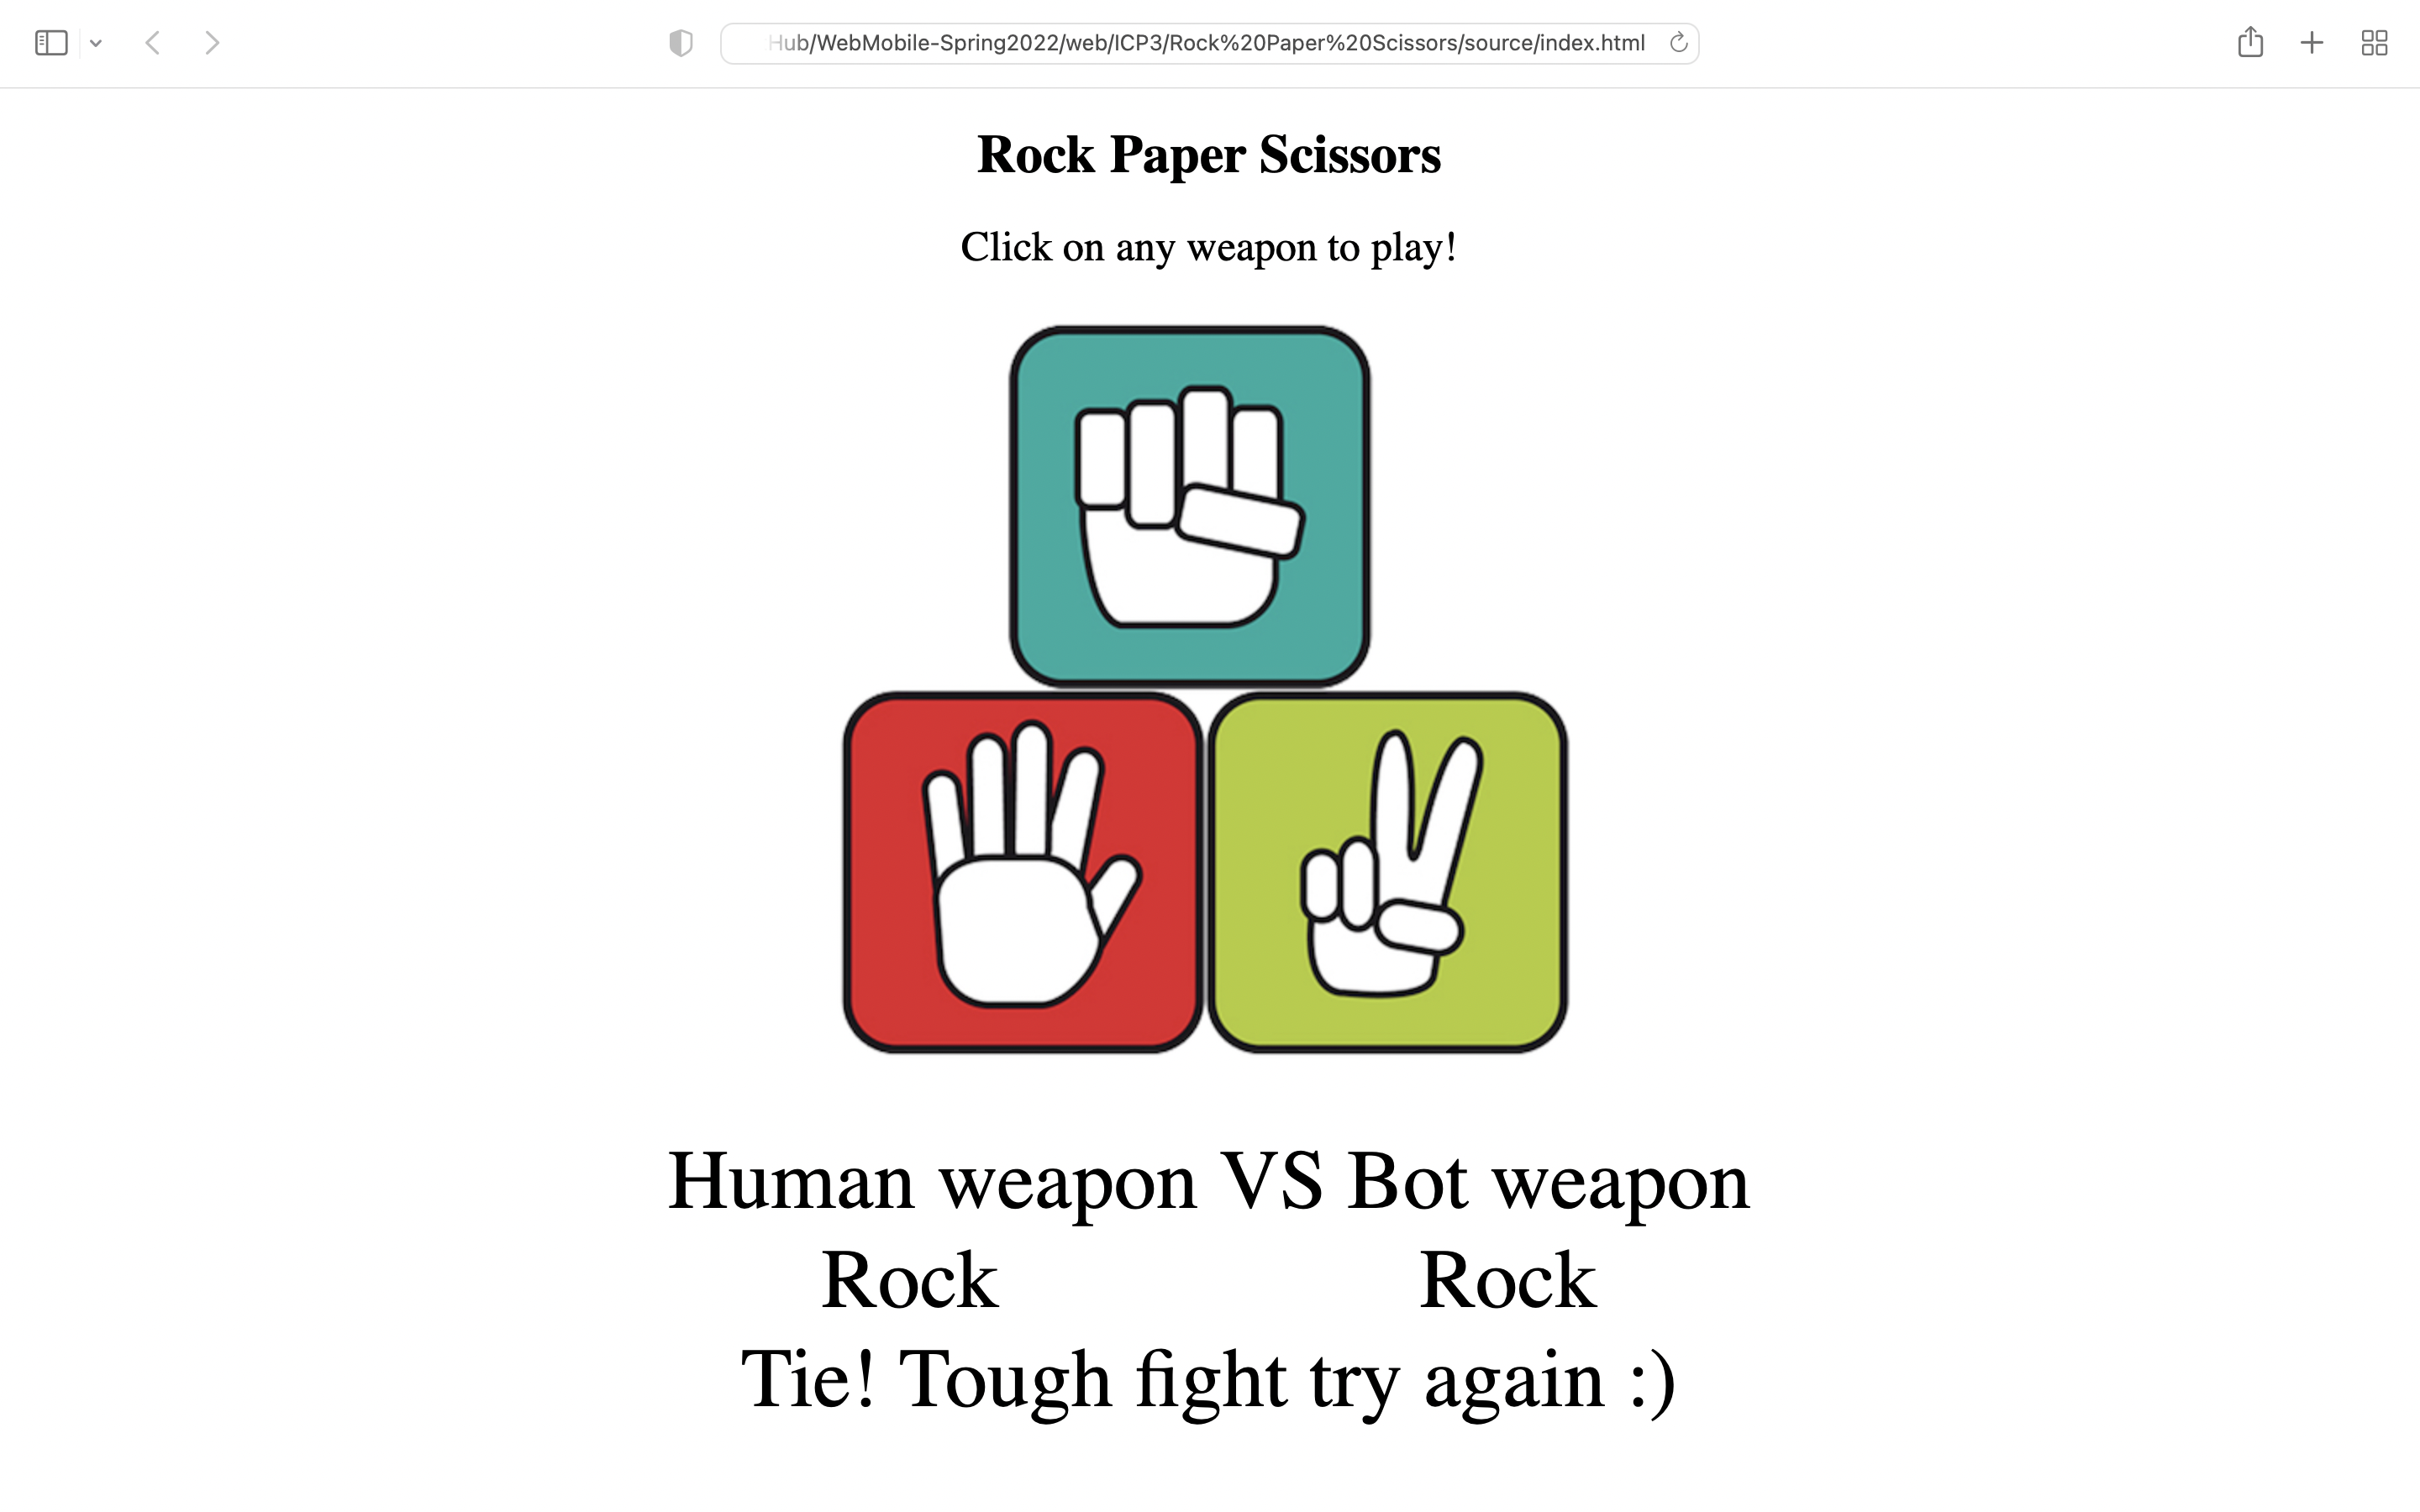 Hub/WebMobile-Spring2022/web/ICP3/Rock%20Paper%20Scissors/source/index.html
Rock Paper Scissors
Click on any weapon to play!
Human weapon VS Bot weapon
Rock Rock
Tie! Tough fight try again :)